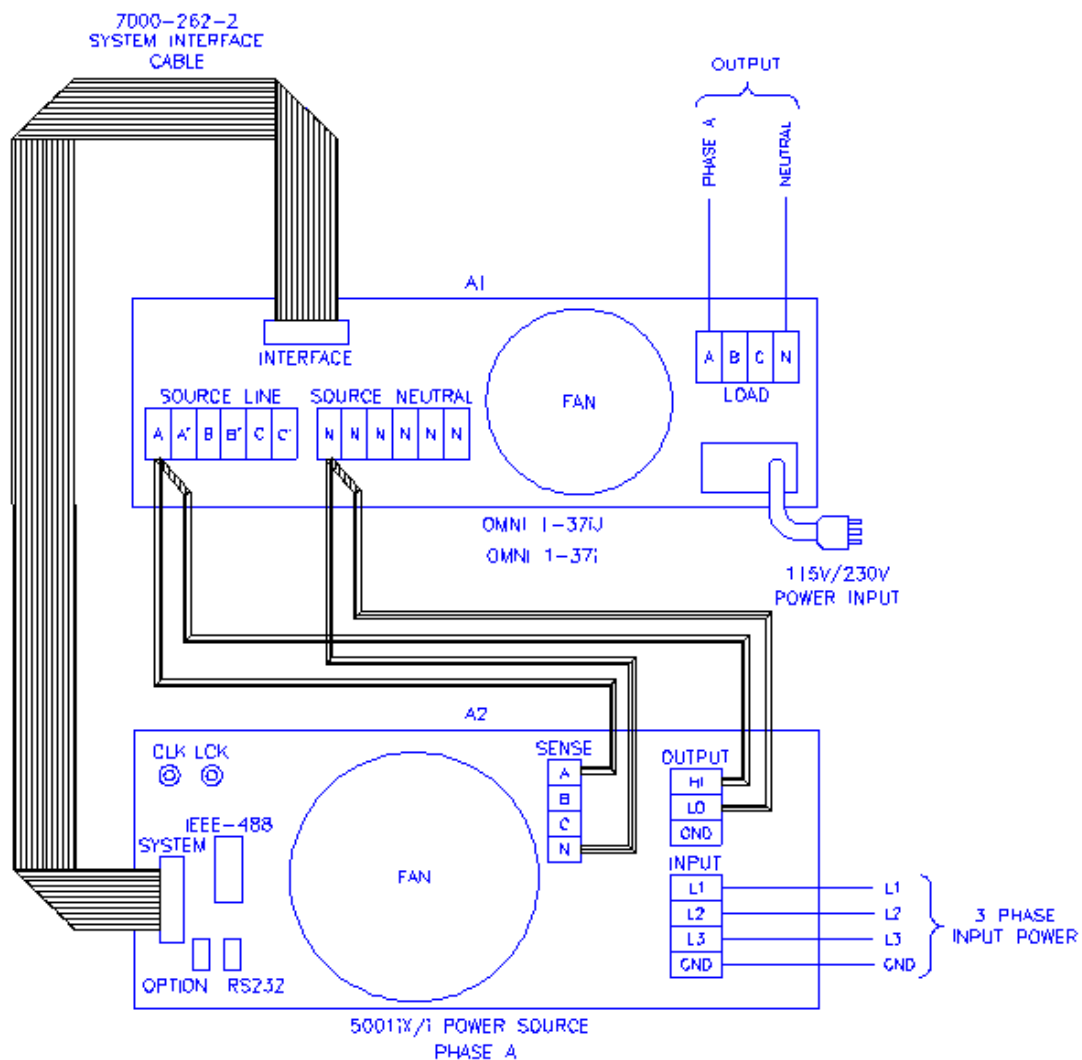 7000-262-2
SYSTEM INTERFACE
CABLE
OUTPUT
PHASE A
NEUTRAL
A1
INTERFACE
A B C N
LOAD
SOURCE LINE
SOURCE NEUTRAL
A A' B B' C C'
N N N N N N
FAN
OMNI 1-37iJ
OMNI 1-37i
115V/230V
POWER INPUT
A2
CLK LCK
SENSE
A
B
C
N
OUTPUT
HI
LO
GND
IEEE-488
SYSTEM
FAN
INPUT
L1
L2
L3
GND
L1
L2
L3
GND
3 PHASE
INPUT POWER
OPTION RS232
5001iX/i POWER SOURCE
PHASE A